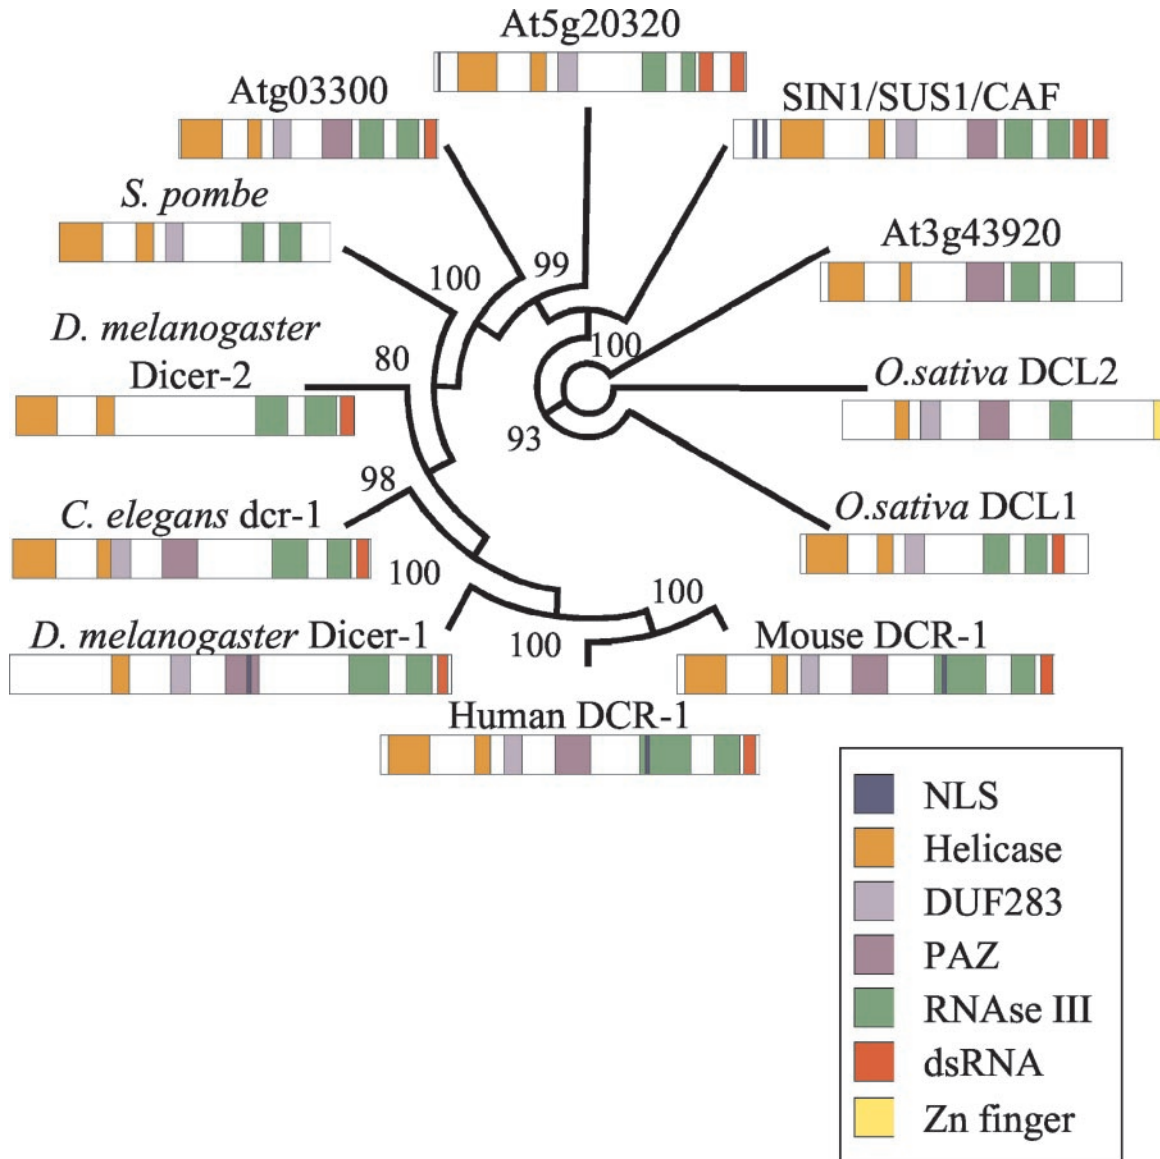 At5g20320
Atg03300
SIN1/SUS1/CAF
S. pombe
At3g43920
100
99
D. melanogaster
Dicer-2
80
100
O.sativa DCL2
93
98
C. elegans dcr-1
O.sativa DCL1
100
100
D. melanogaster Dicer-1
100
Mouse DCR-1
Human DCR-1
NLS
Helicase
DUF283
PAZ
RNAse III
dsRNA
Zn finger